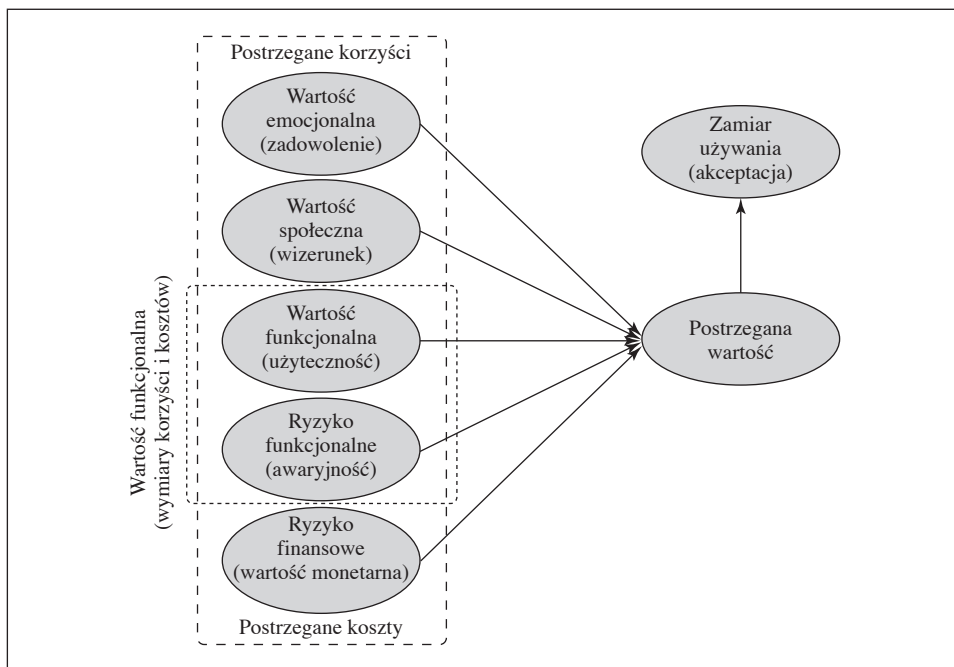 Postrzegane korzyści
Wartość
emocjonalna
(zadowolenie)
Wartość
społeczna
(wizerunek)
Wartość funkcjonalna
(wymiary korzyści i kosztów)
Wartość
funkcjonalna
(użyteczność)
Ryzyko
funkcjonalne
(awaryjność)
Ryzyko
finansowe
(wartość monetarna)
Postrzegane koszty
Zamiar
używania
(akceptacja)
Postrzegana
wartość